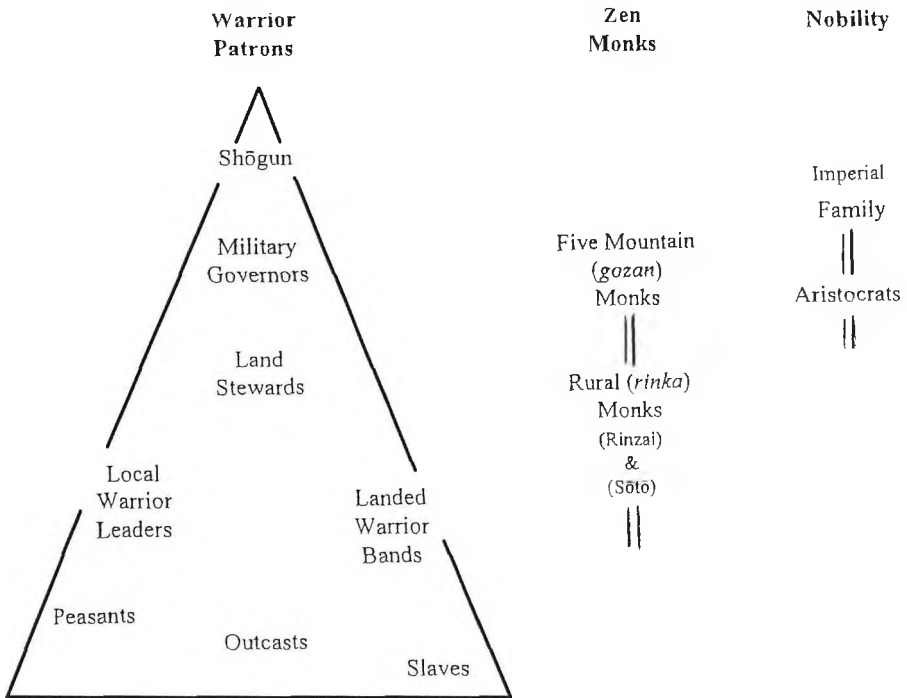 Warrior
Patrons
Zen
Monks
Nobility
Shōgun
Military
Governors
Land
Stewards
Local
Warrior
Leaders
Landed
Warrior
Bands
Peasants
Outcasts
Slaves
Five Mountain
(gozan)
Monks
Rural (rinka)
Monks
(Rinzai)
&
(Sōtō)
Imperial
Family
Aristocrats